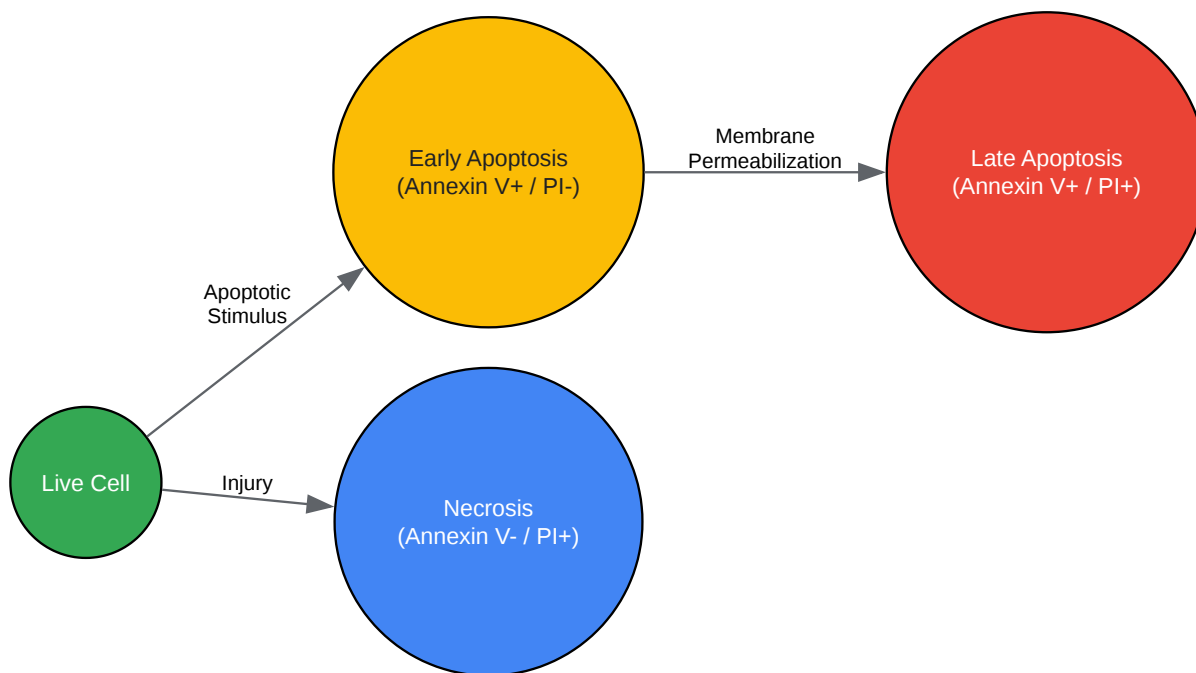 Early Apoptosis
(Annexin V+ / PI-)
Membrane
Permeabilization
Late Apoptosis
(Annexin V+ / PI+)
Apoptotic
Stimulus
Live Cell
Injury
Necrosis
(Annexin V- / PI+)